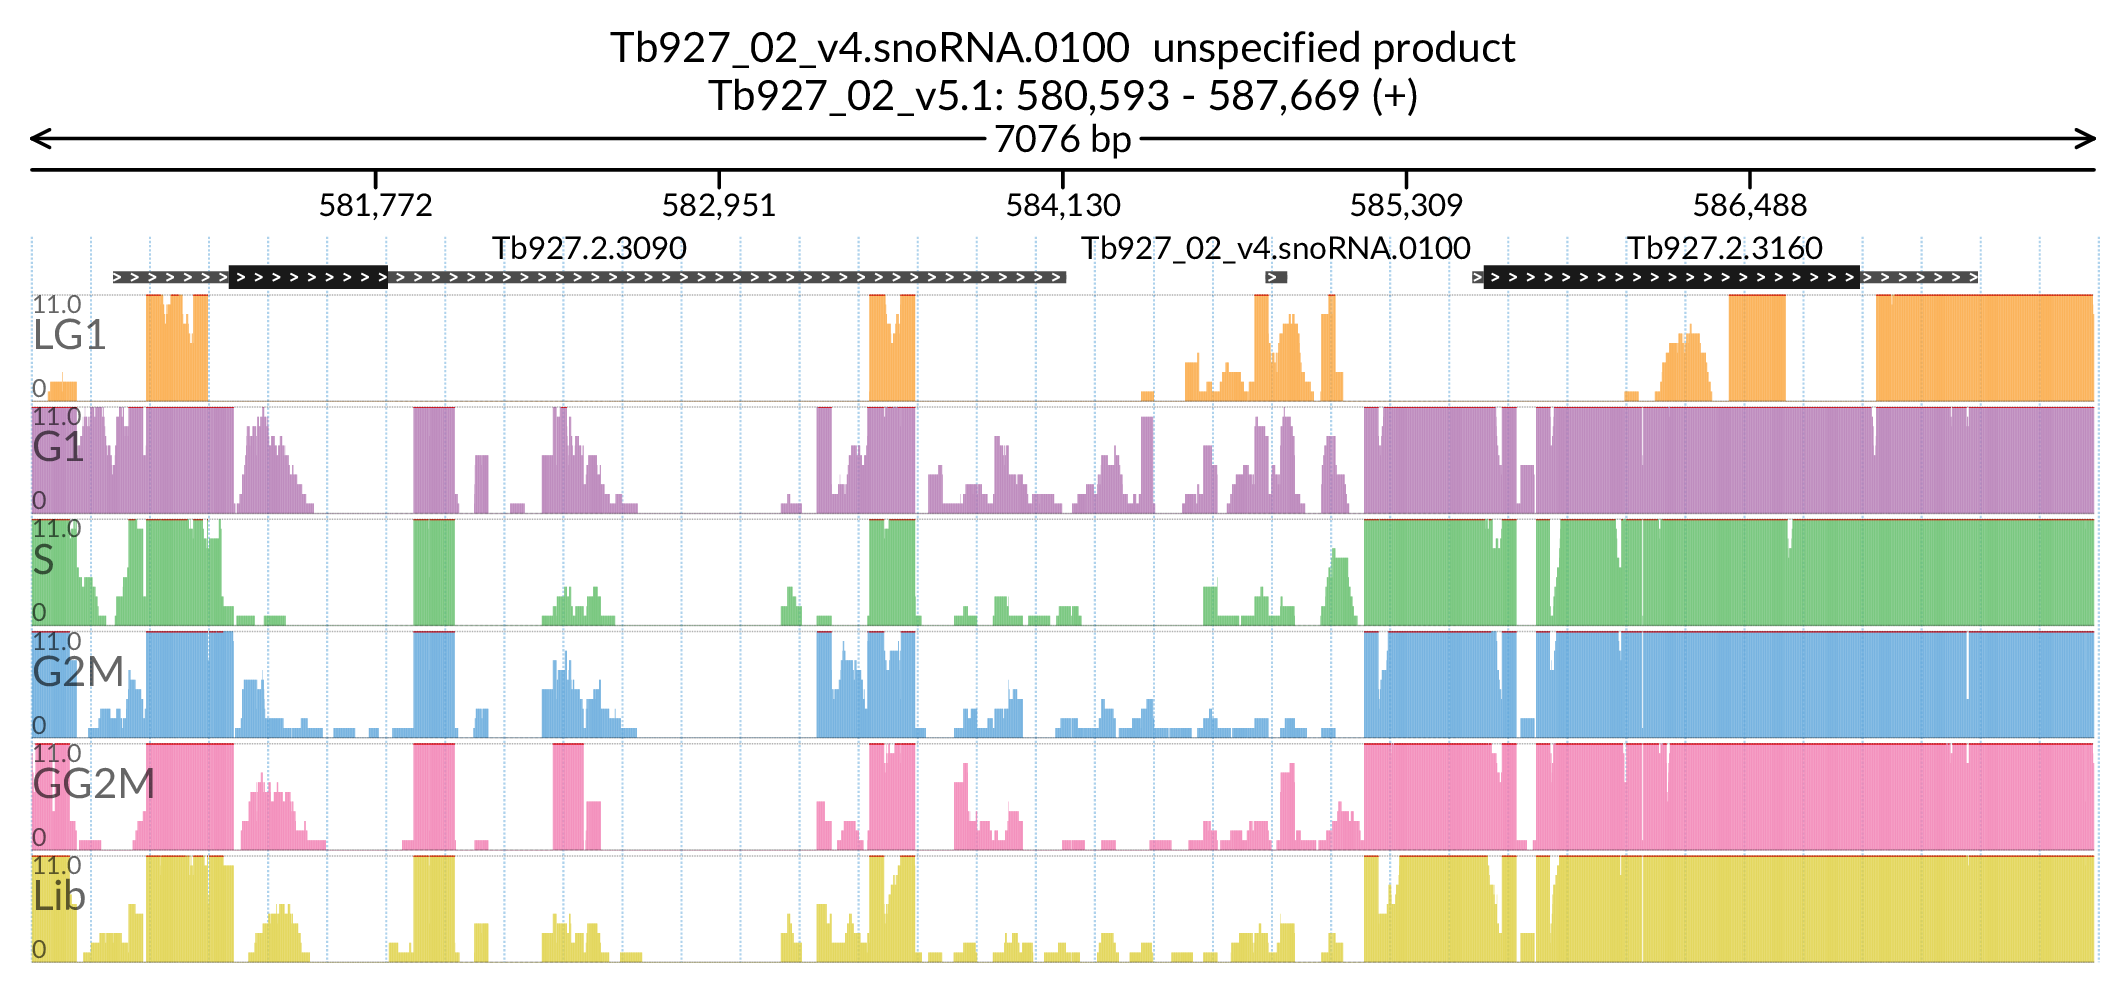 Tb927_02_v4.snoRNA.0100 unspecified product
Tb927_02_v5.1: 580,593 - 587,669 (+)
7076 bp
581,772 582,951 584,130 585,309 586,488
Tb927.2.3090 Tb927_02_v4.snoRNA.0100 Tb927.2.3160
11.0
LG1
0
11.0
G1
0
11.0
S
0
11.0
G2M
0
11.0
GG2M
0
11.0
Lib
0